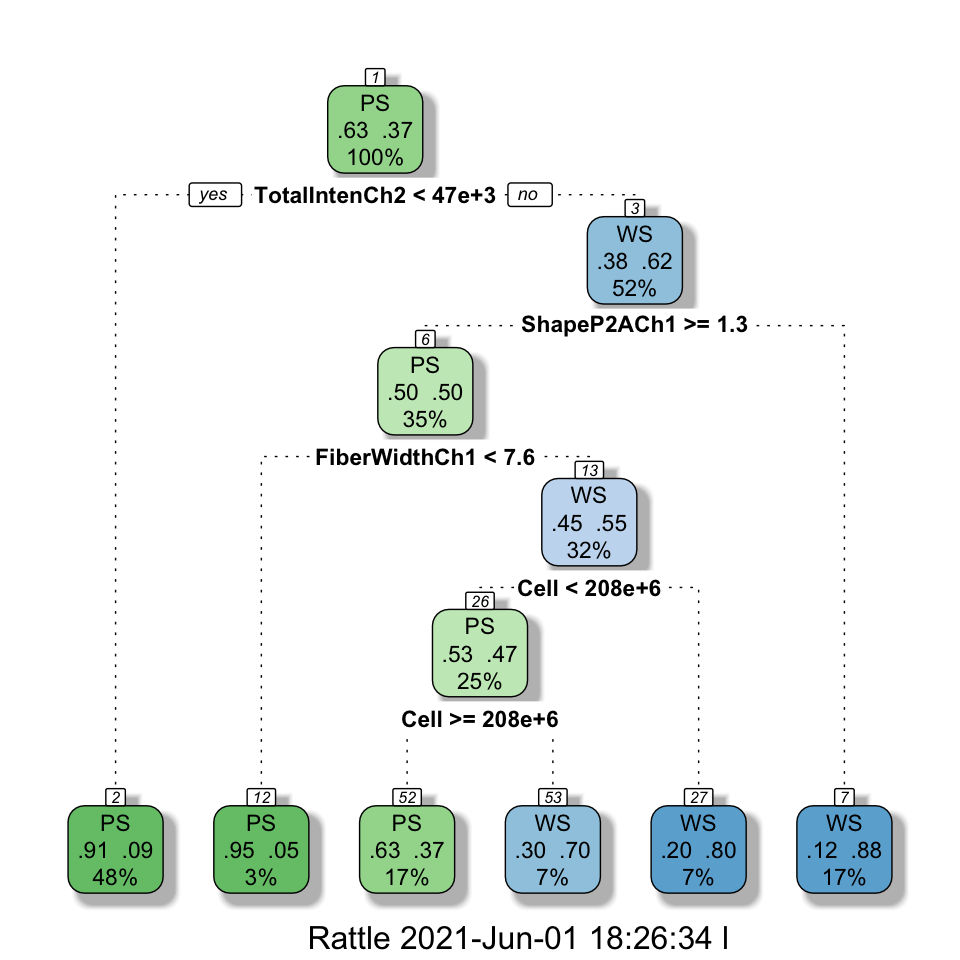 1
PS
.63 .37
100%
yes TotalIntenCh2 < 47e+3 no
3
WS
.38 .62
52%
ShapeP2ACh1 >= 1.3
6
PS
.50 .50
35%
FiberWidthCh1 < 7.6
13
WS
.45 .55
32%
Cell < 208e+6
26
PS
.53 .47
25%
Cell >= 208e+6
2
PS
.91 .09
48%
12
PS
.95 .05
3%
52
PS
.63 .37
17%
53
WS
.30 .70
7%
27
WS
.20 .80
7%
7
WS
.12 .88
17%
Rattle 2021-Jun-01 18:26:34 l